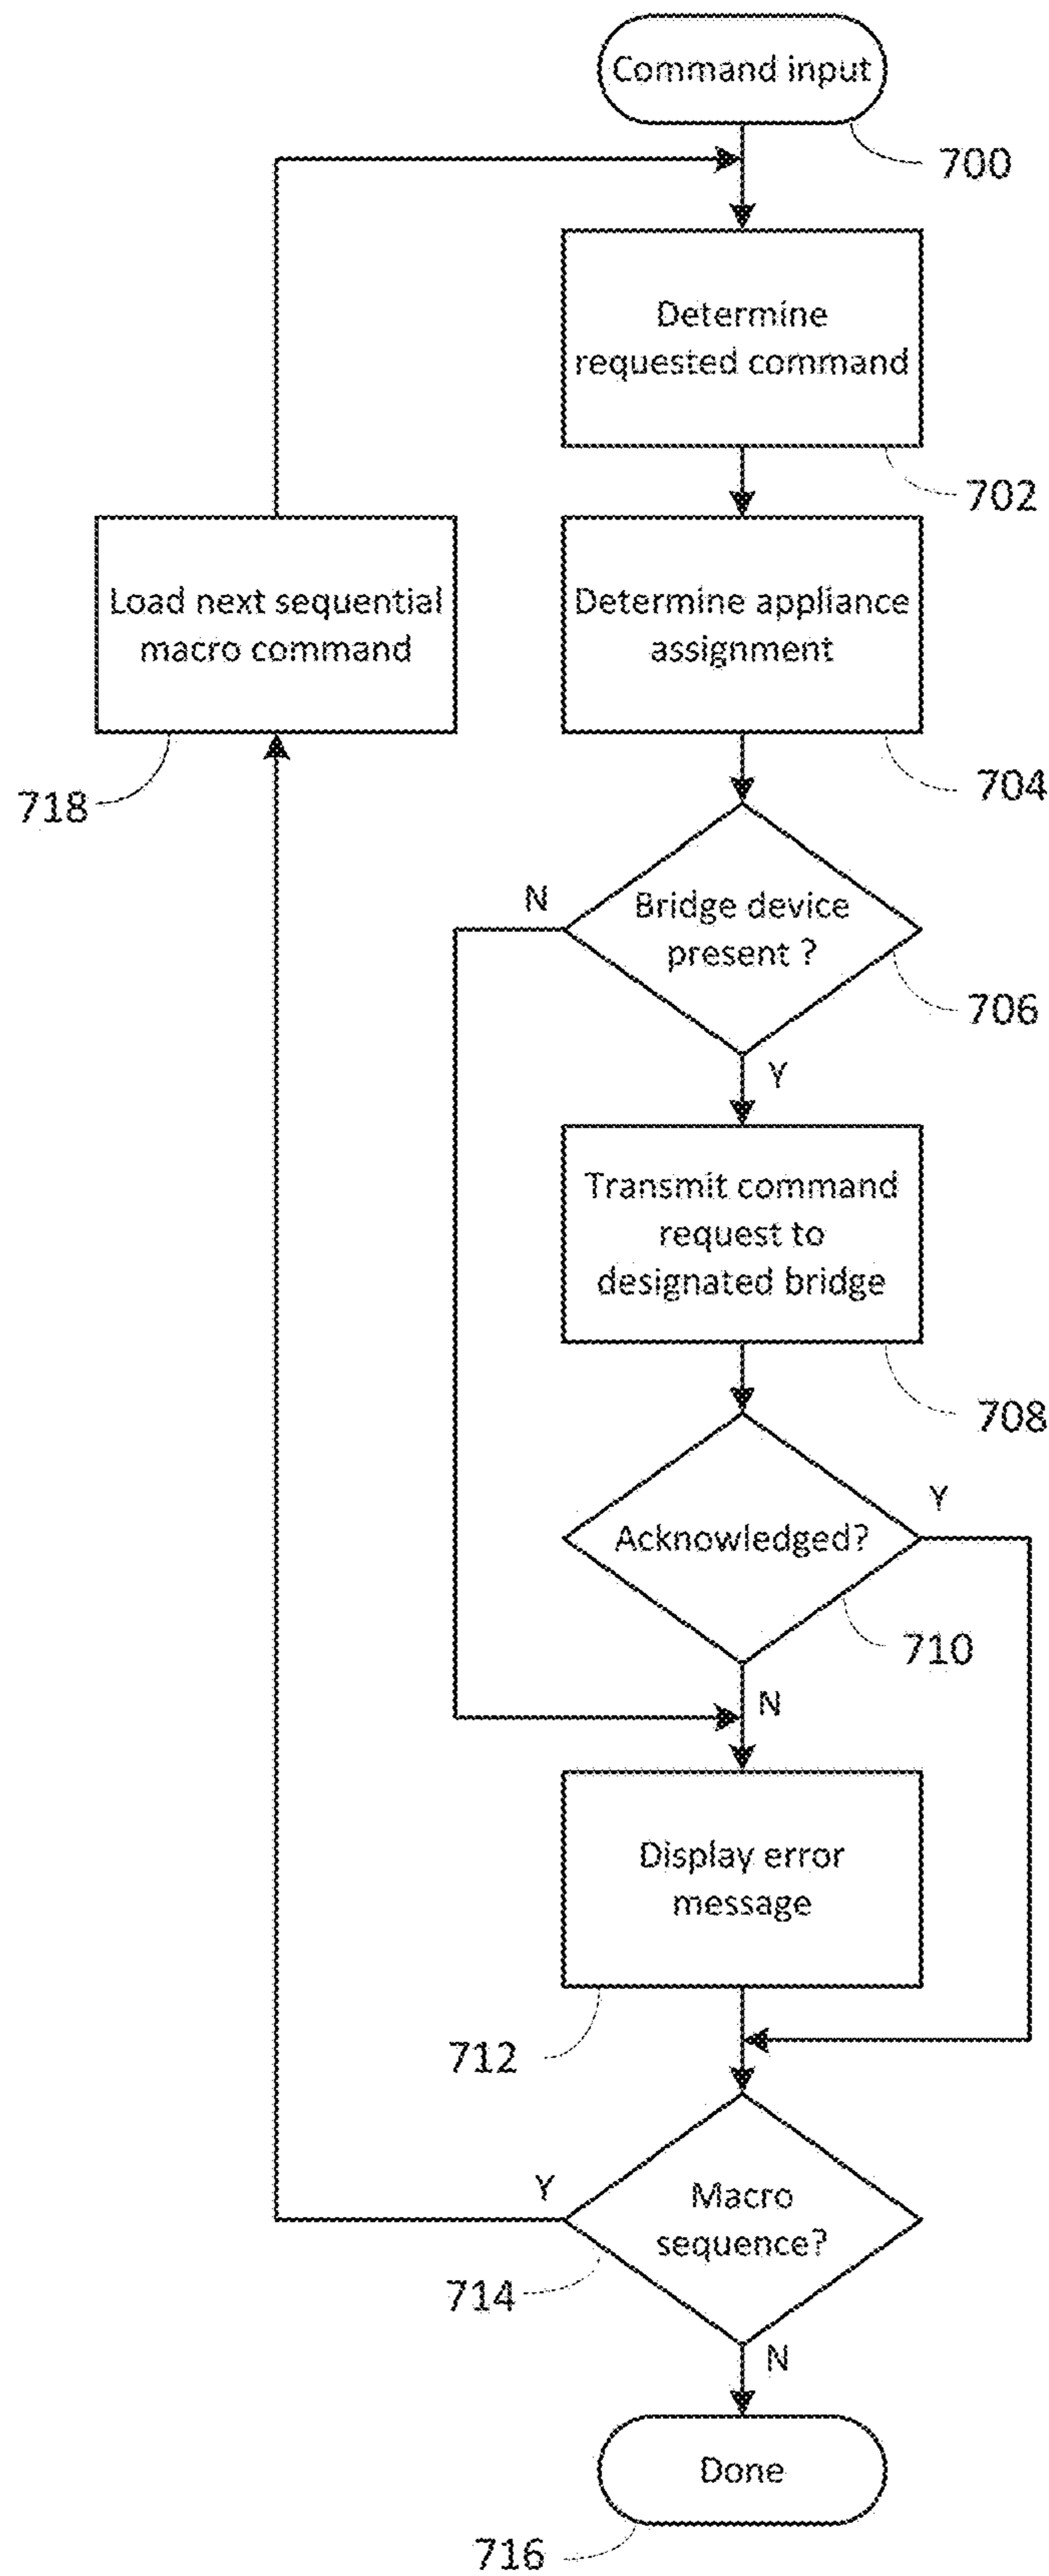 Command input
700
Determine
requested command
702
Load next sequential
macro command
718
Determine appliance
assignment
704
N
Bridge device
present ?
706
Y
Transmit command
request to
designated bridge
708
Y
Acknowledged?
710
N
Display error
message
712
Y
Macro
sequence?
714
N
Done
716